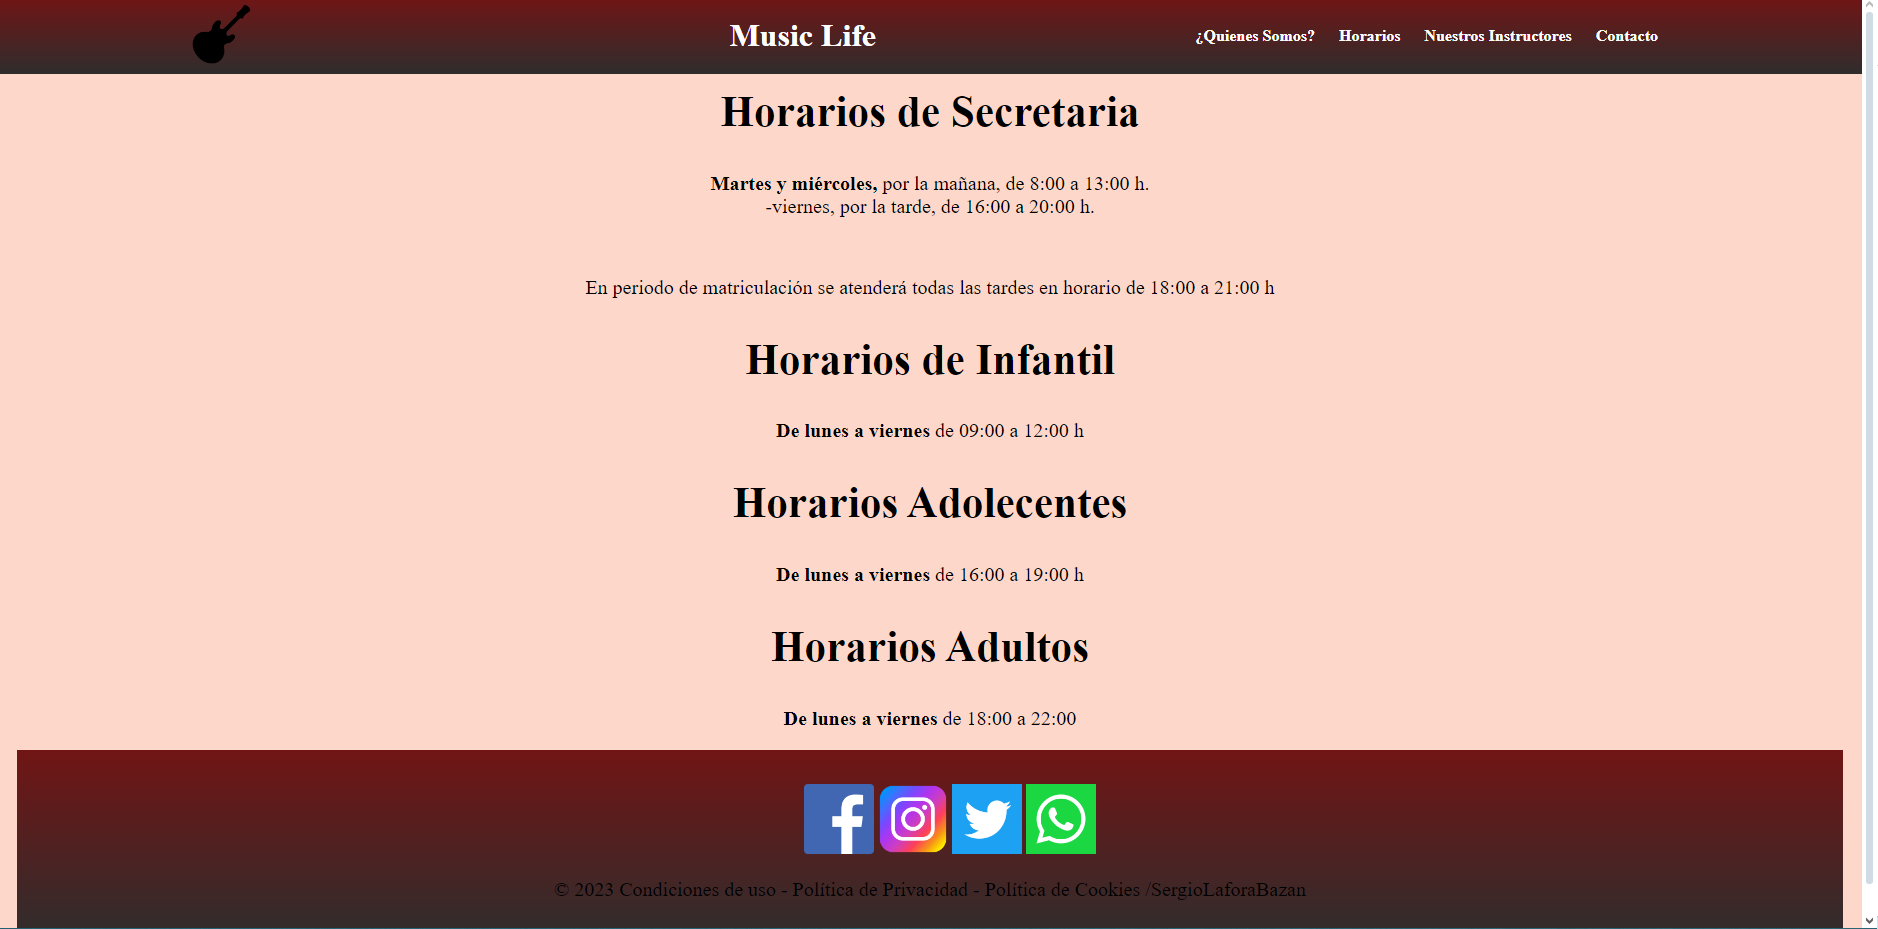 Music Life
¿Quienes Somos? Horarios Nuestros Instructores Contacto
Horarios de Secretaria
Martes y miércoles, por la mañana, de 8:00 a 13:00 h.
-viernes, por la tarde, de 16:00 a 20:00 h.
En periodo de matriculación se atenderá todas las tardes en horario de 18:00 a 21:00 h
Horarios de Infantil
De lunes a viernes de 09:00 a 12:00 h
Horarios Adolecentes
De lunes a viernes de 16:00 a 19:00 h
Horarios Adultos
De lunes a viernes de 18:00 a 22:00
© 2023 Condiciones de uso - Política de Privacidad - Política de Cookies /SergioLaforaBazan